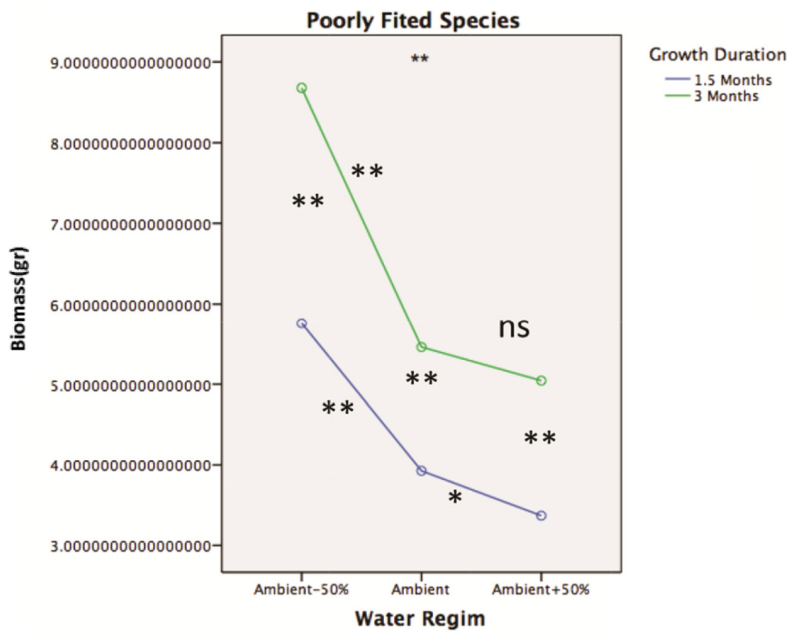 Poorly Fited Species
Growth Duration
1.5 Months
3 Months
Biomass(gr)
9.0000000000000000
8.0000000000000000
7.0000000000000000
6.0000000000000000
5.0000000000000000
4.0000000000000000
3.0000000000000000
**
**
**
ns
**
**
**
*
Ambient-50%
Ambient
Ambient+50%
Water Regim